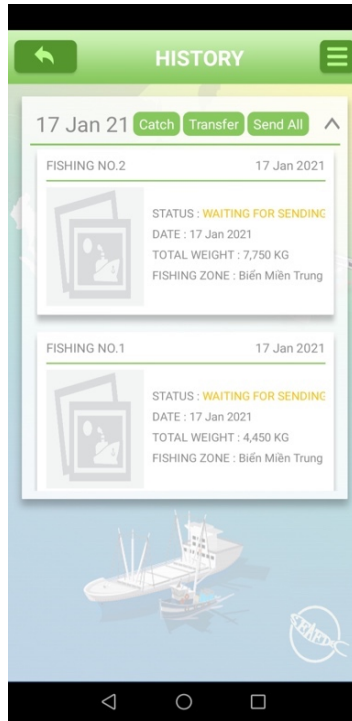 HISTORY
17 Jan 21 Catch Transfer Send All
FISHING NO.2 17 Jan 2021
STATUS : WAITING FOR SENDING
DATE : 17 Jan 2021
TOTAL WEIGHT : 7,750 KG
FISHING ZONE : Biển Miền Trung
FISHING NO.1 17 Jan 2021
STATUS : WAITING FOR SENDING
DATE : 17 Jan 2021
TOTAL WEIGHT : 4,450 KG
FISHING ZONE : Biển Miền Trung
SEAFDEC